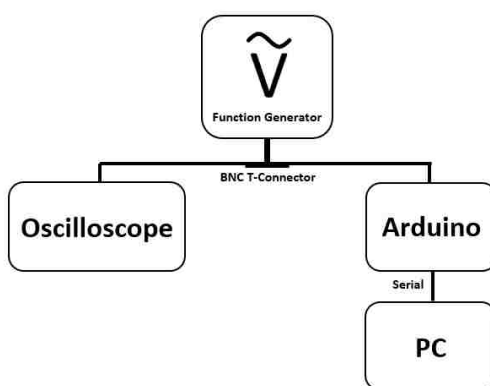 Ṽ
Function Generator
BNC T-Connector
Oscilloscope
Arduino
Serial
PC